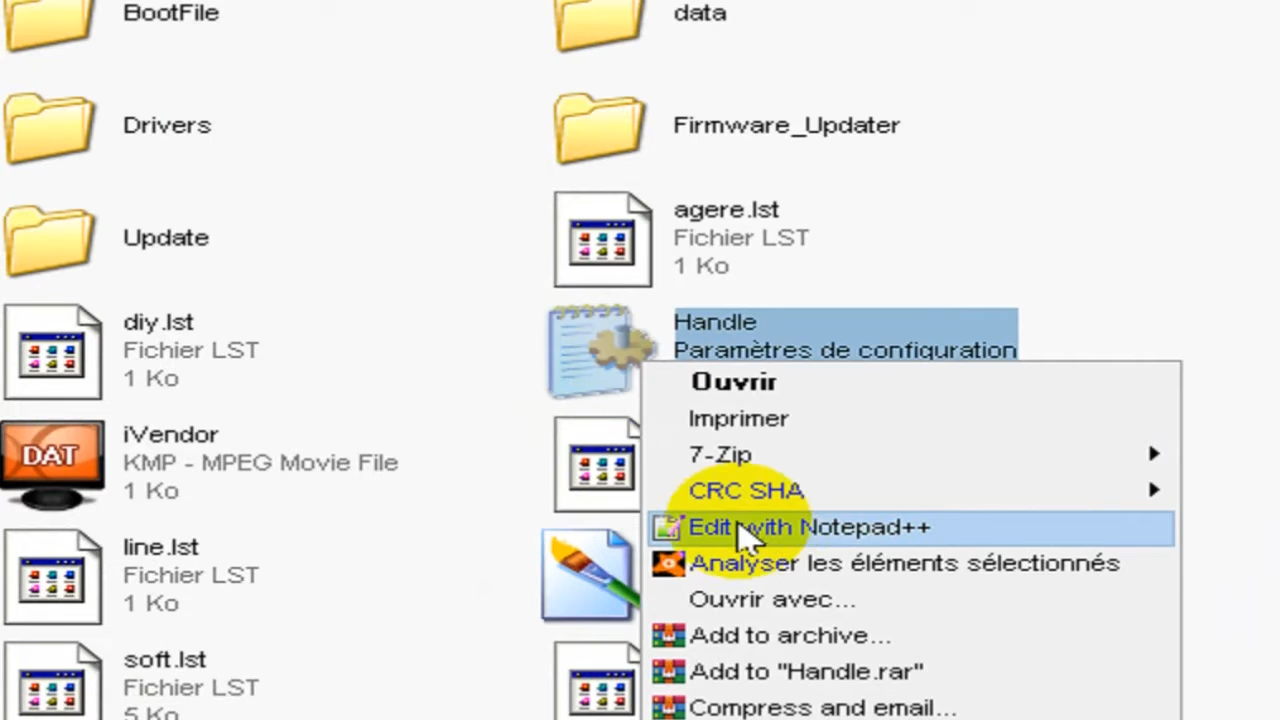 BootFile
data
Drivers
Firmware_Updater
Update
agere.lst
Fichier LST
1 Ko
diy.lst
Fichier LST
1 Ko
Handle
Paramètres de configuration
iVendor
KMP - MPEG Movie File
1 Ko
DAT
line.lst
Fichier LST
1 Ko
soft.lst
Fichier LST
5 Ko
Ouvrir
Imprimer
7-Zip
CRC SHA
Edit with Notepad++
Analyser les éléments sélectionnés
Ouvrir avec...
Add to archive...
Add to "Handle.rar"
Compress and email...